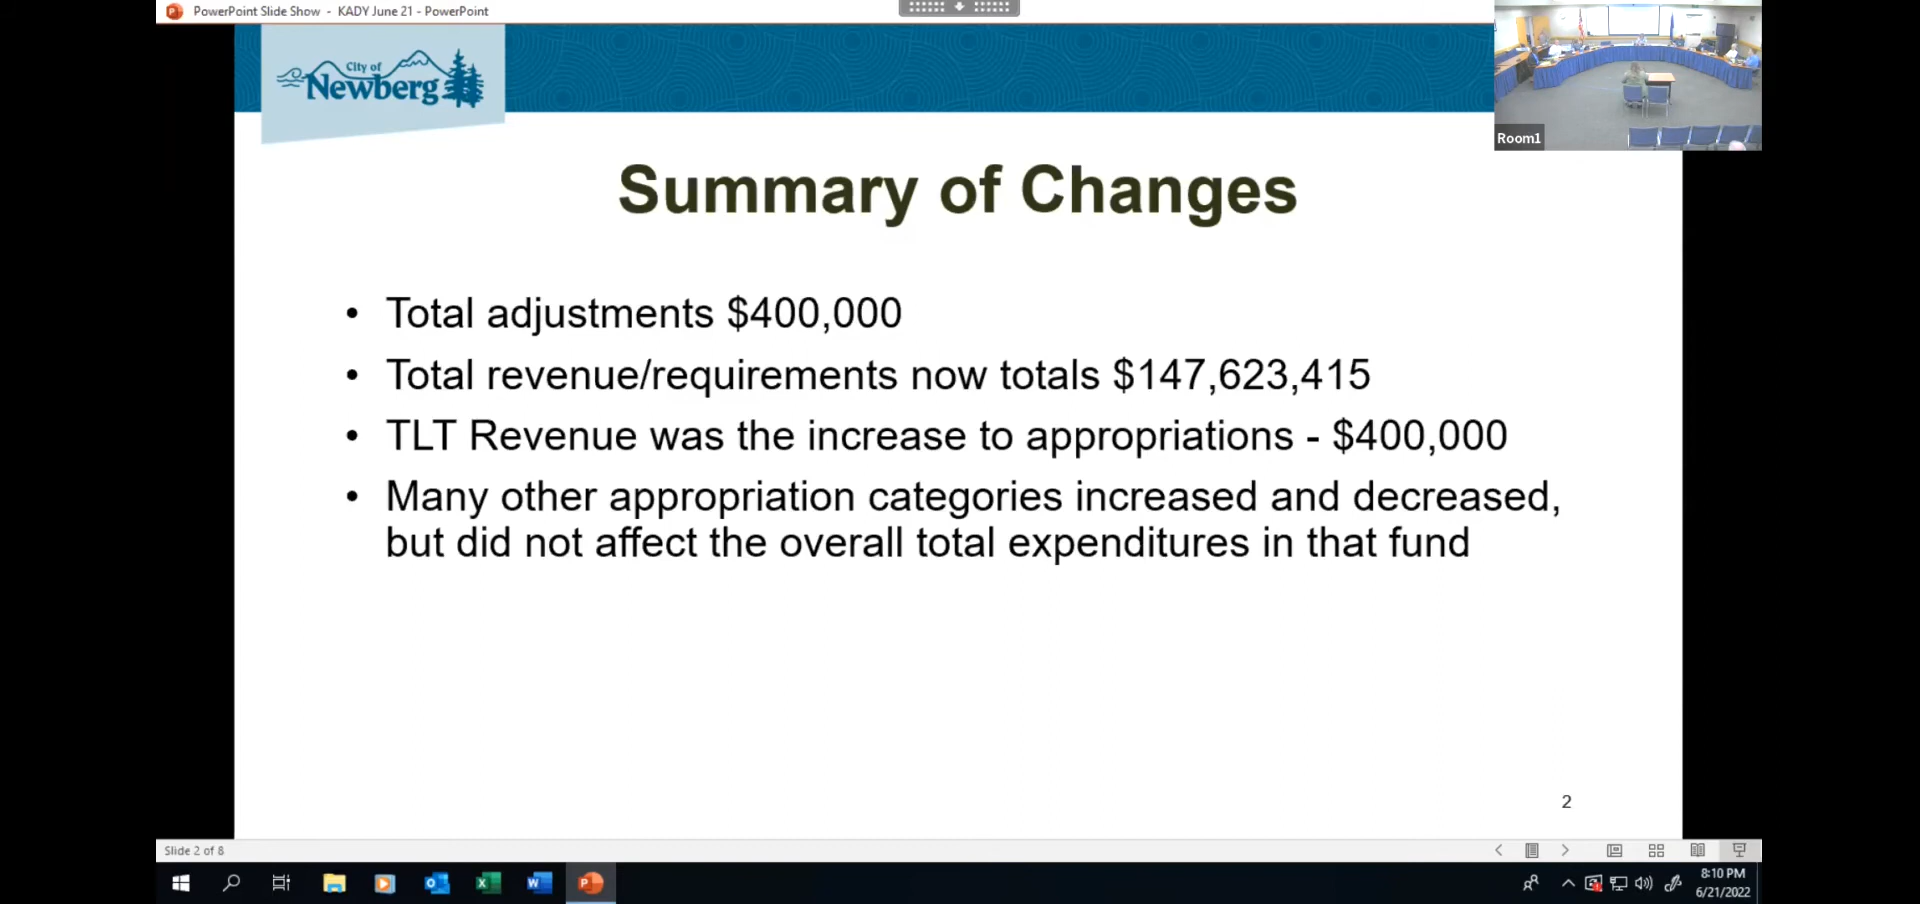 PowerPoint Slide Show - KADY June 21 - PowerPoint
City of
Newberg
Room1
Summary of Changes
• Total adjustments $400,000
• Total revenue/requirements now totals $147,623,415
• TLT Revenue was the increase to appropriations - $400,000
• Many other appropriation categories increased and decreased,
but did not affect the overall total expenditures in that fund
2
Slide 2 of 8
8:10 PM
6/21/2022